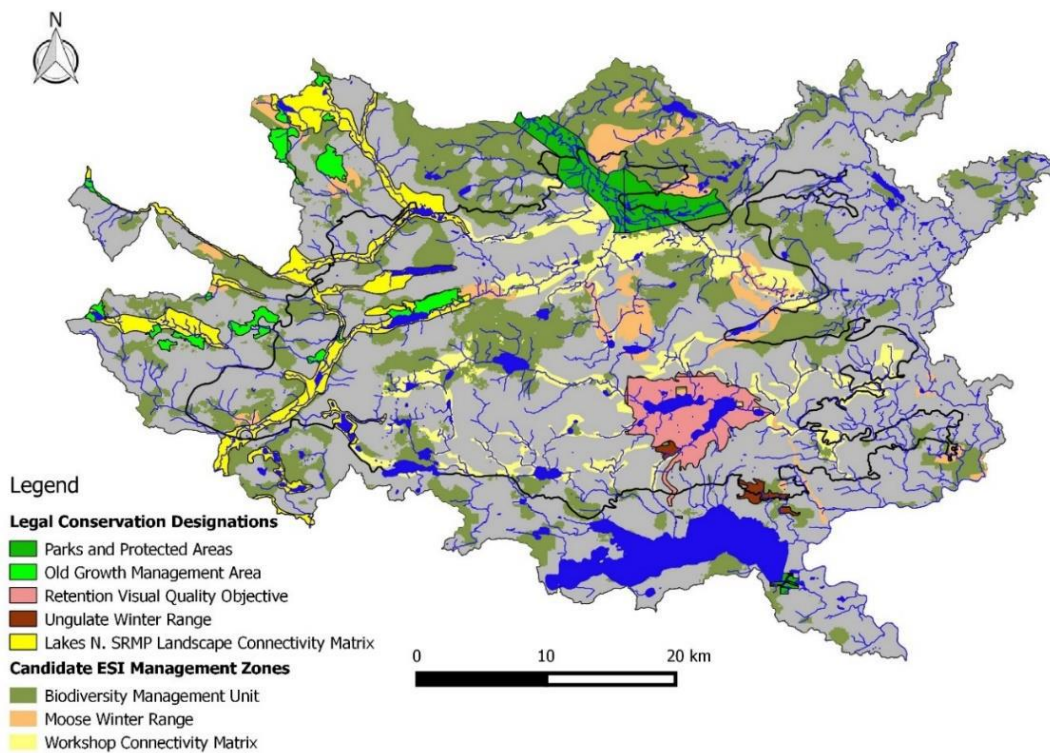 N
Legend
Legal Conservation Designations
Parks and Protected Areas
Old Growth Management Area
Retention Visual Quality Objective
Ungulate Winter Range
Lakes N. SRMP Landscape Connectivity Matrix
Candidate ESI Management Zones
Biodiversity Management Unit
Moose Winter Range
Workshop Connectivity Matrix
0 10 20 km